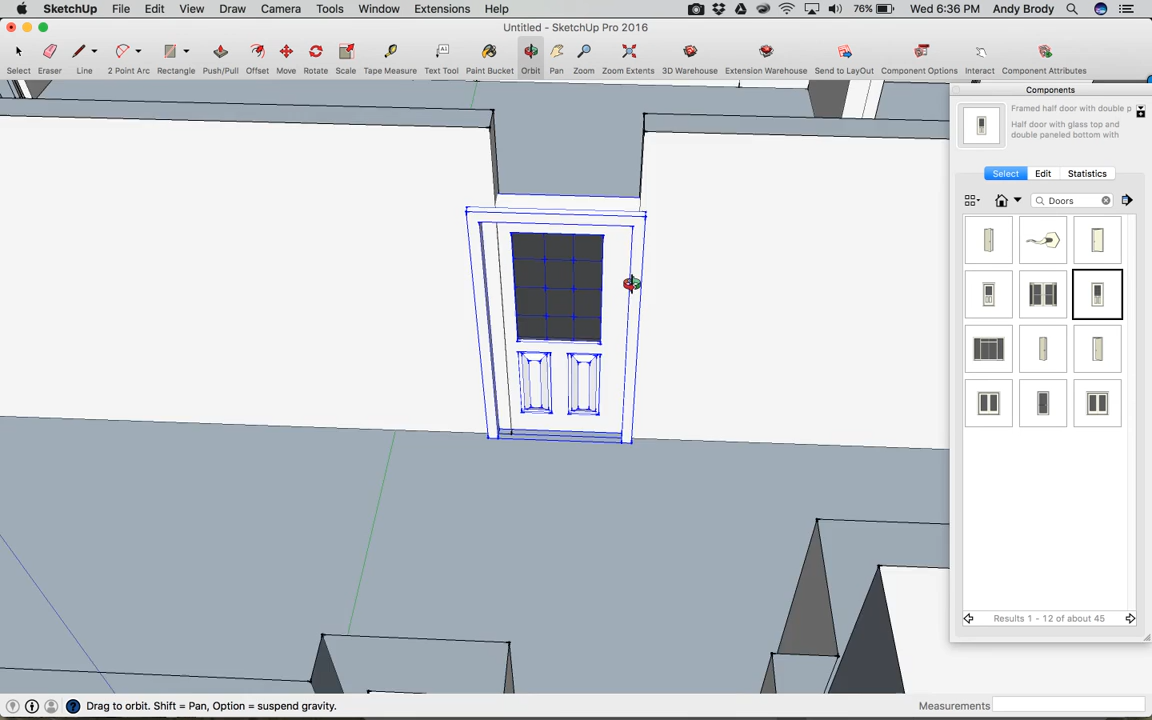 SketchUp File Edit View Draw Camera Tools Window Extensions Help 76% Wed 6:36 PM Andy Brody
Untitled - SketchUp Pro 2016
Select Eraser Line 2 Point Arc Rectangle Push/Pull Offset Move Rotate Scale Tape Measure Text Tool Paint Bucket Orbit Pan Zoom Zoom Extents 3D Warehouse Extension Warehouse Send to LayOut Component Options Interact Component Attributes
Components
Framed half door with double p
Half door with glass top and
double paneled bottom with
Select Edit Statistics
Doors
Results 1 - 12 of about 45
Drag to orbit. Shift = Pan, Option = suspend gravity. Measurements